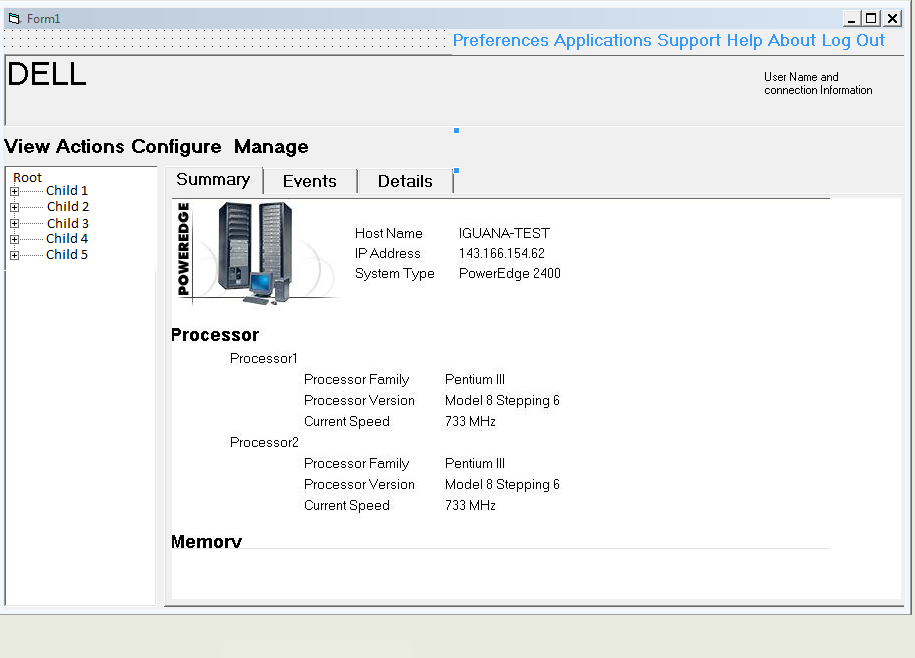 Form1
Preferences Applications Support Help About Log Out
DELL
User Name and
connection Information
View Actions Configure Manage
Root
Child 1
Child 2
Child 3
Child 4
Child 5
Summary Events Details
POWEREDGE
Host Name IGUANA-TEST
IP Address 143.166.154.62
System Type PowerEdge 2400
Processor
Processor1
Processor Family Pentium III
Processor Version Model 8 Stepping 6
Current Speed 733 MHz
Processor2
Processor Family Pentium III
Processor Version Model 8 Stepping 6
Current Speed 733 MHz
Memory